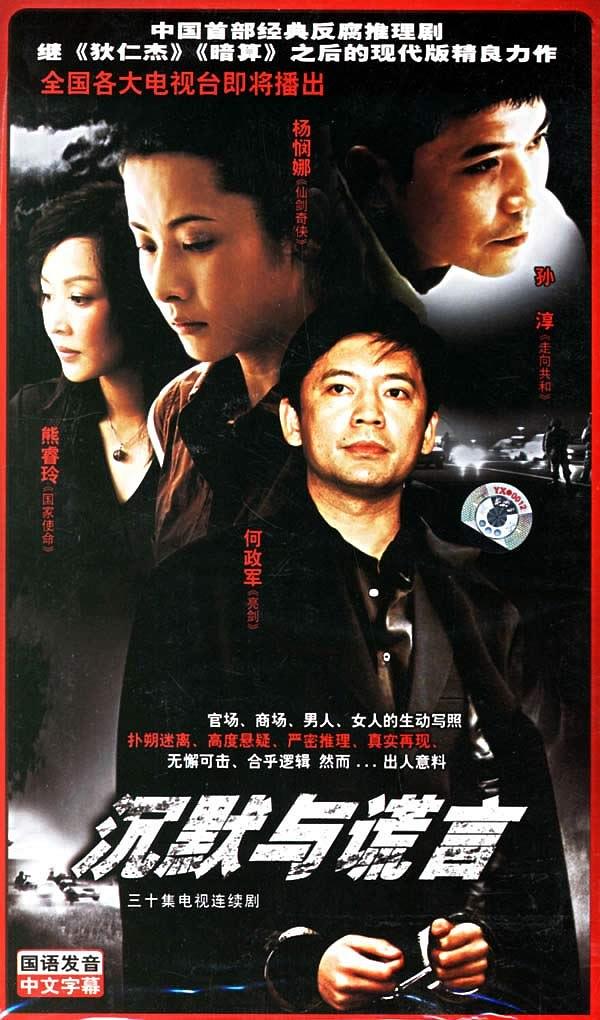 中国首部经典反腐推理剧
继《狄仁杰》《暗算》之后的现代版精良力作
全国各大电视台即将播出
杨悯娜
《仙剑奇侠》
孙淳
《走向共和》
熊睿玲
《国家使命》
何政军
《亮剑》
YX00012
官场、商场、男人、女人的生动写照
扑朔迷离、高度悬疑、严密推理、真实再现、
无懈可击、合乎逻辑 然而...出人意料
沉默与谎言
三十集电视连续剧
国语发音
中文字幕